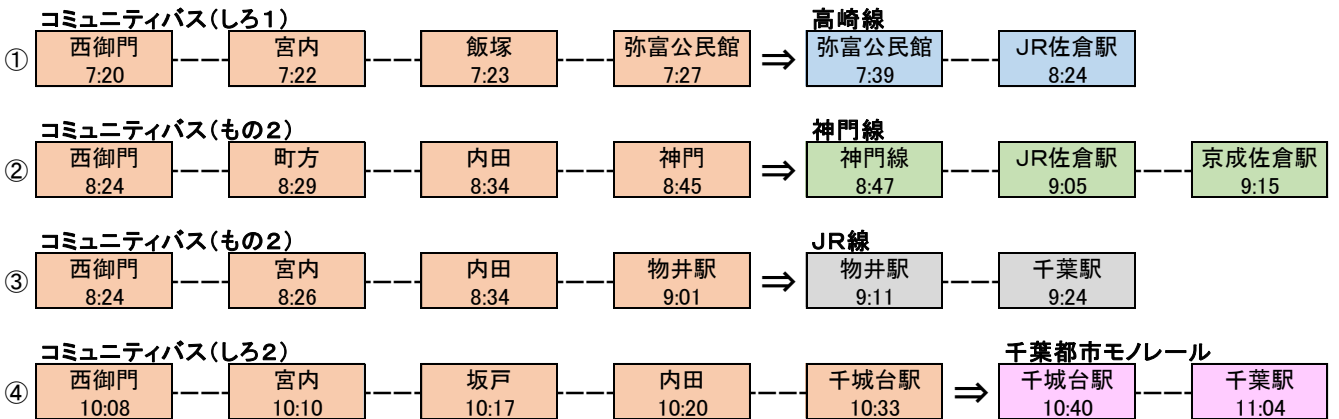 コミュニティバス(しろ1) 高崎線
① 西御門 宮内 飯塚 弥富公民館 ⇒ 弥富公民館 JR佐倉駅
7:20 7:22 7:23 7:27 7:39 8:24
コミュニティバス(もの2) 神門線
② 西御門 町方 内田 神門 ⇒ 神門線 JR佐倉駅 京成佐倉駅
8:24 8:29 8:34 8:45 8:47 9:05 9:15
コミュニティバス(もの2) JR線
③ 西御門 宮内 内田 物井駅 ⇒ 物井駅 千葉駅
8:24 8:26 8:34 9:01 9:11 9:24
コミュニティバス(しろ2) 千葉都市モノレール
④ 西御門 宮内 坂戸 内田 千城台駅 ⇒ 千城台駅 千葉駅
10:08 10:10 10:17 10:20 10:33 10:40 11:04